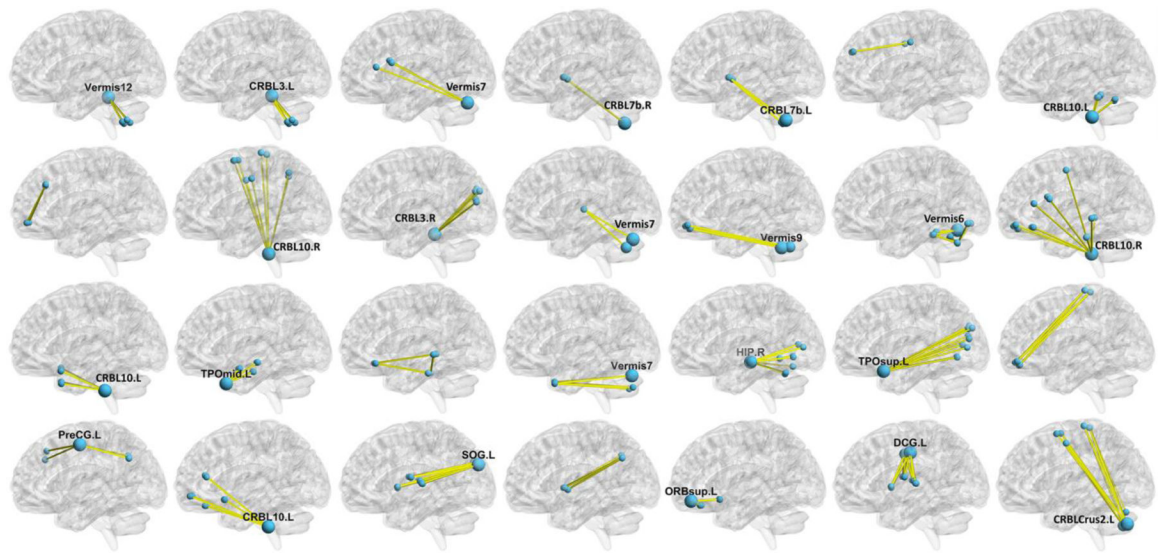 Vermis12
CRBL3.L
Vermis7
CRBL7b.R
CRBL7b.L
CRBL10.L
CRBL10.R
CRBL3.R
Vermis7
Vermis9
Vermis6
CRBL10.R
CRBL10.L
TPOmid.L
Vermis7
HIP.R
TPOsup.L
PreCG.L
CRBL10.L
SOG.L
ORBsup.L
DCG.L
CRBLCrus2.L